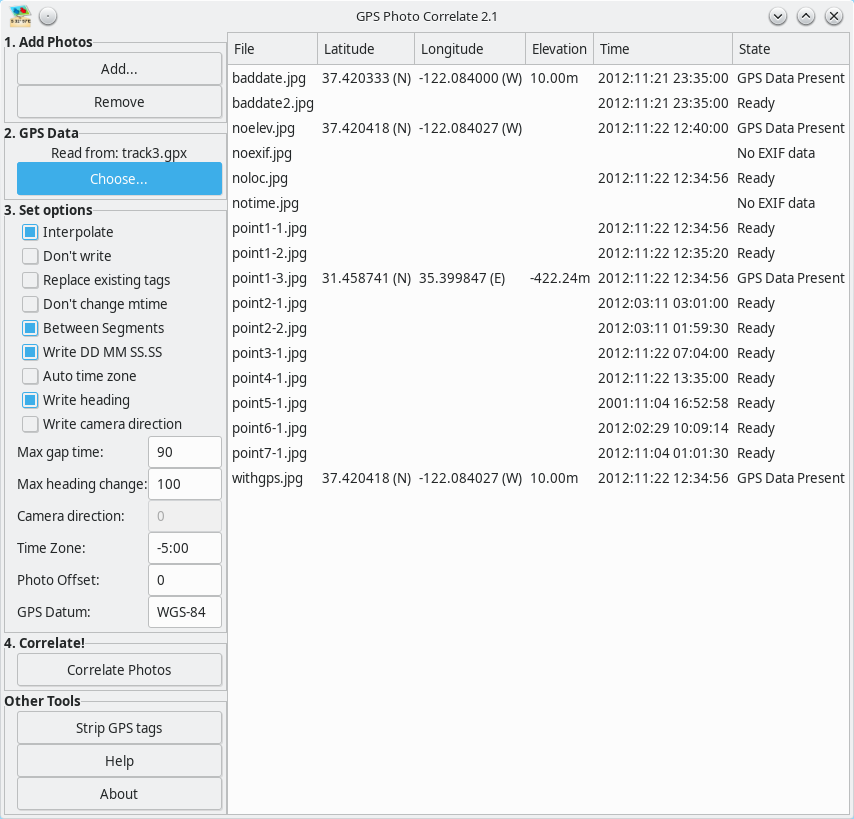 GPS Photo Correlate 2.1
1. Add Photos
Add...
Remove
2. GPS Data
Read from: track3.gpx
Choose...
3. Set options
Interpolate
Don't write
Replace existing tags
Don't change mtime
Between Segments
Write DD MM SS.SS
Auto time zone
Write heading
Write camera direction
Max gap time: 90
Max heading change: 100
Camera direction: 0
Time Zone: -5:00
Photo Offset: 0
GPS Datum: WGS-84
4. Correlate!
Correlate Photos
Other Tools
Strip GPS tags
Help
About
File Latitude Longitude Elevation Time State
baddate.jpg 37.420333 (N) -122.084000 (W) 10.00m 2012:11:21 23:35:00 GPS Data Present
baddate2.jpg 2012:11:21 23:35:00 Ready
noelev.jpg 37.420418 (N) -122.084027 (W) 2012:11:22 12:40:00 GPS Data Present
noexif.jpg No EXIF data
noloc.jpg 2012:11:22 12:34:56 Ready
notime.jpg No EXIF data
point1-1.jpg 2012:11:22 12:34:56 Ready
point1-2.jpg 2012:11:22 12:35:20 Ready
point1-3.jpg 31.458741 (N) 35.399847 (E) -422.24m 2012:11:22 12:34:56 GPS Data Present
point2-1.jpg 2012:03:11 03:01:00 Ready
point2-2.jpg 2012:03:11 01:59:30 Ready
point3-1.jpg 2012:11:22 07:04:00 Ready
point4-1.jpg 2012:11:22 13:35:00 Ready
point5-1.jpg 2001:11:04 16:52:58 Ready
point6-1.jpg 2012:02:29 10:09:14 Ready
point7-1.jpg 2012:11:04 01:01:30 Ready
withgps.jpg 37.420418 (N) -122.084027 (W) 10.00m 2012:11:22 12:34:56 GPS Data Present